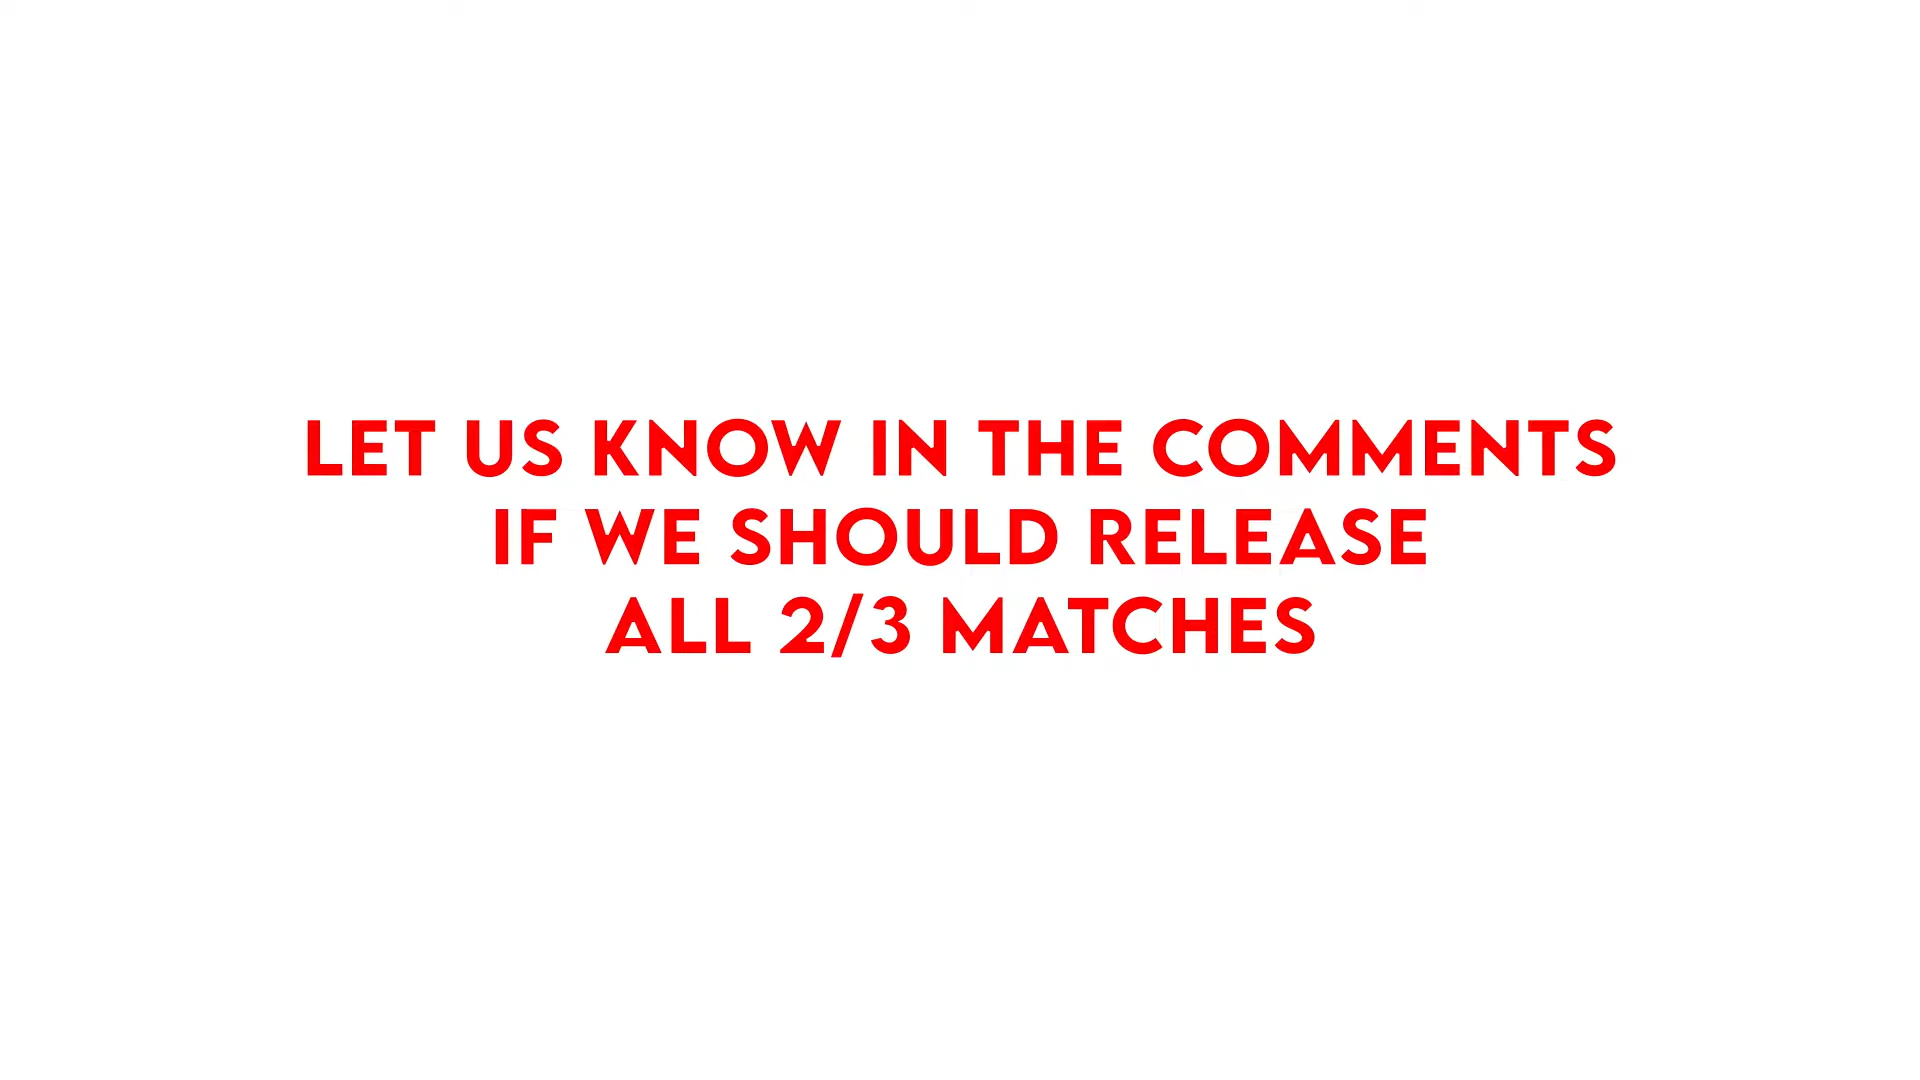 LET US KNOW IN THE COMMENTS
IF WE SHOULD RELEASE
ALL 2/3 MATCHES